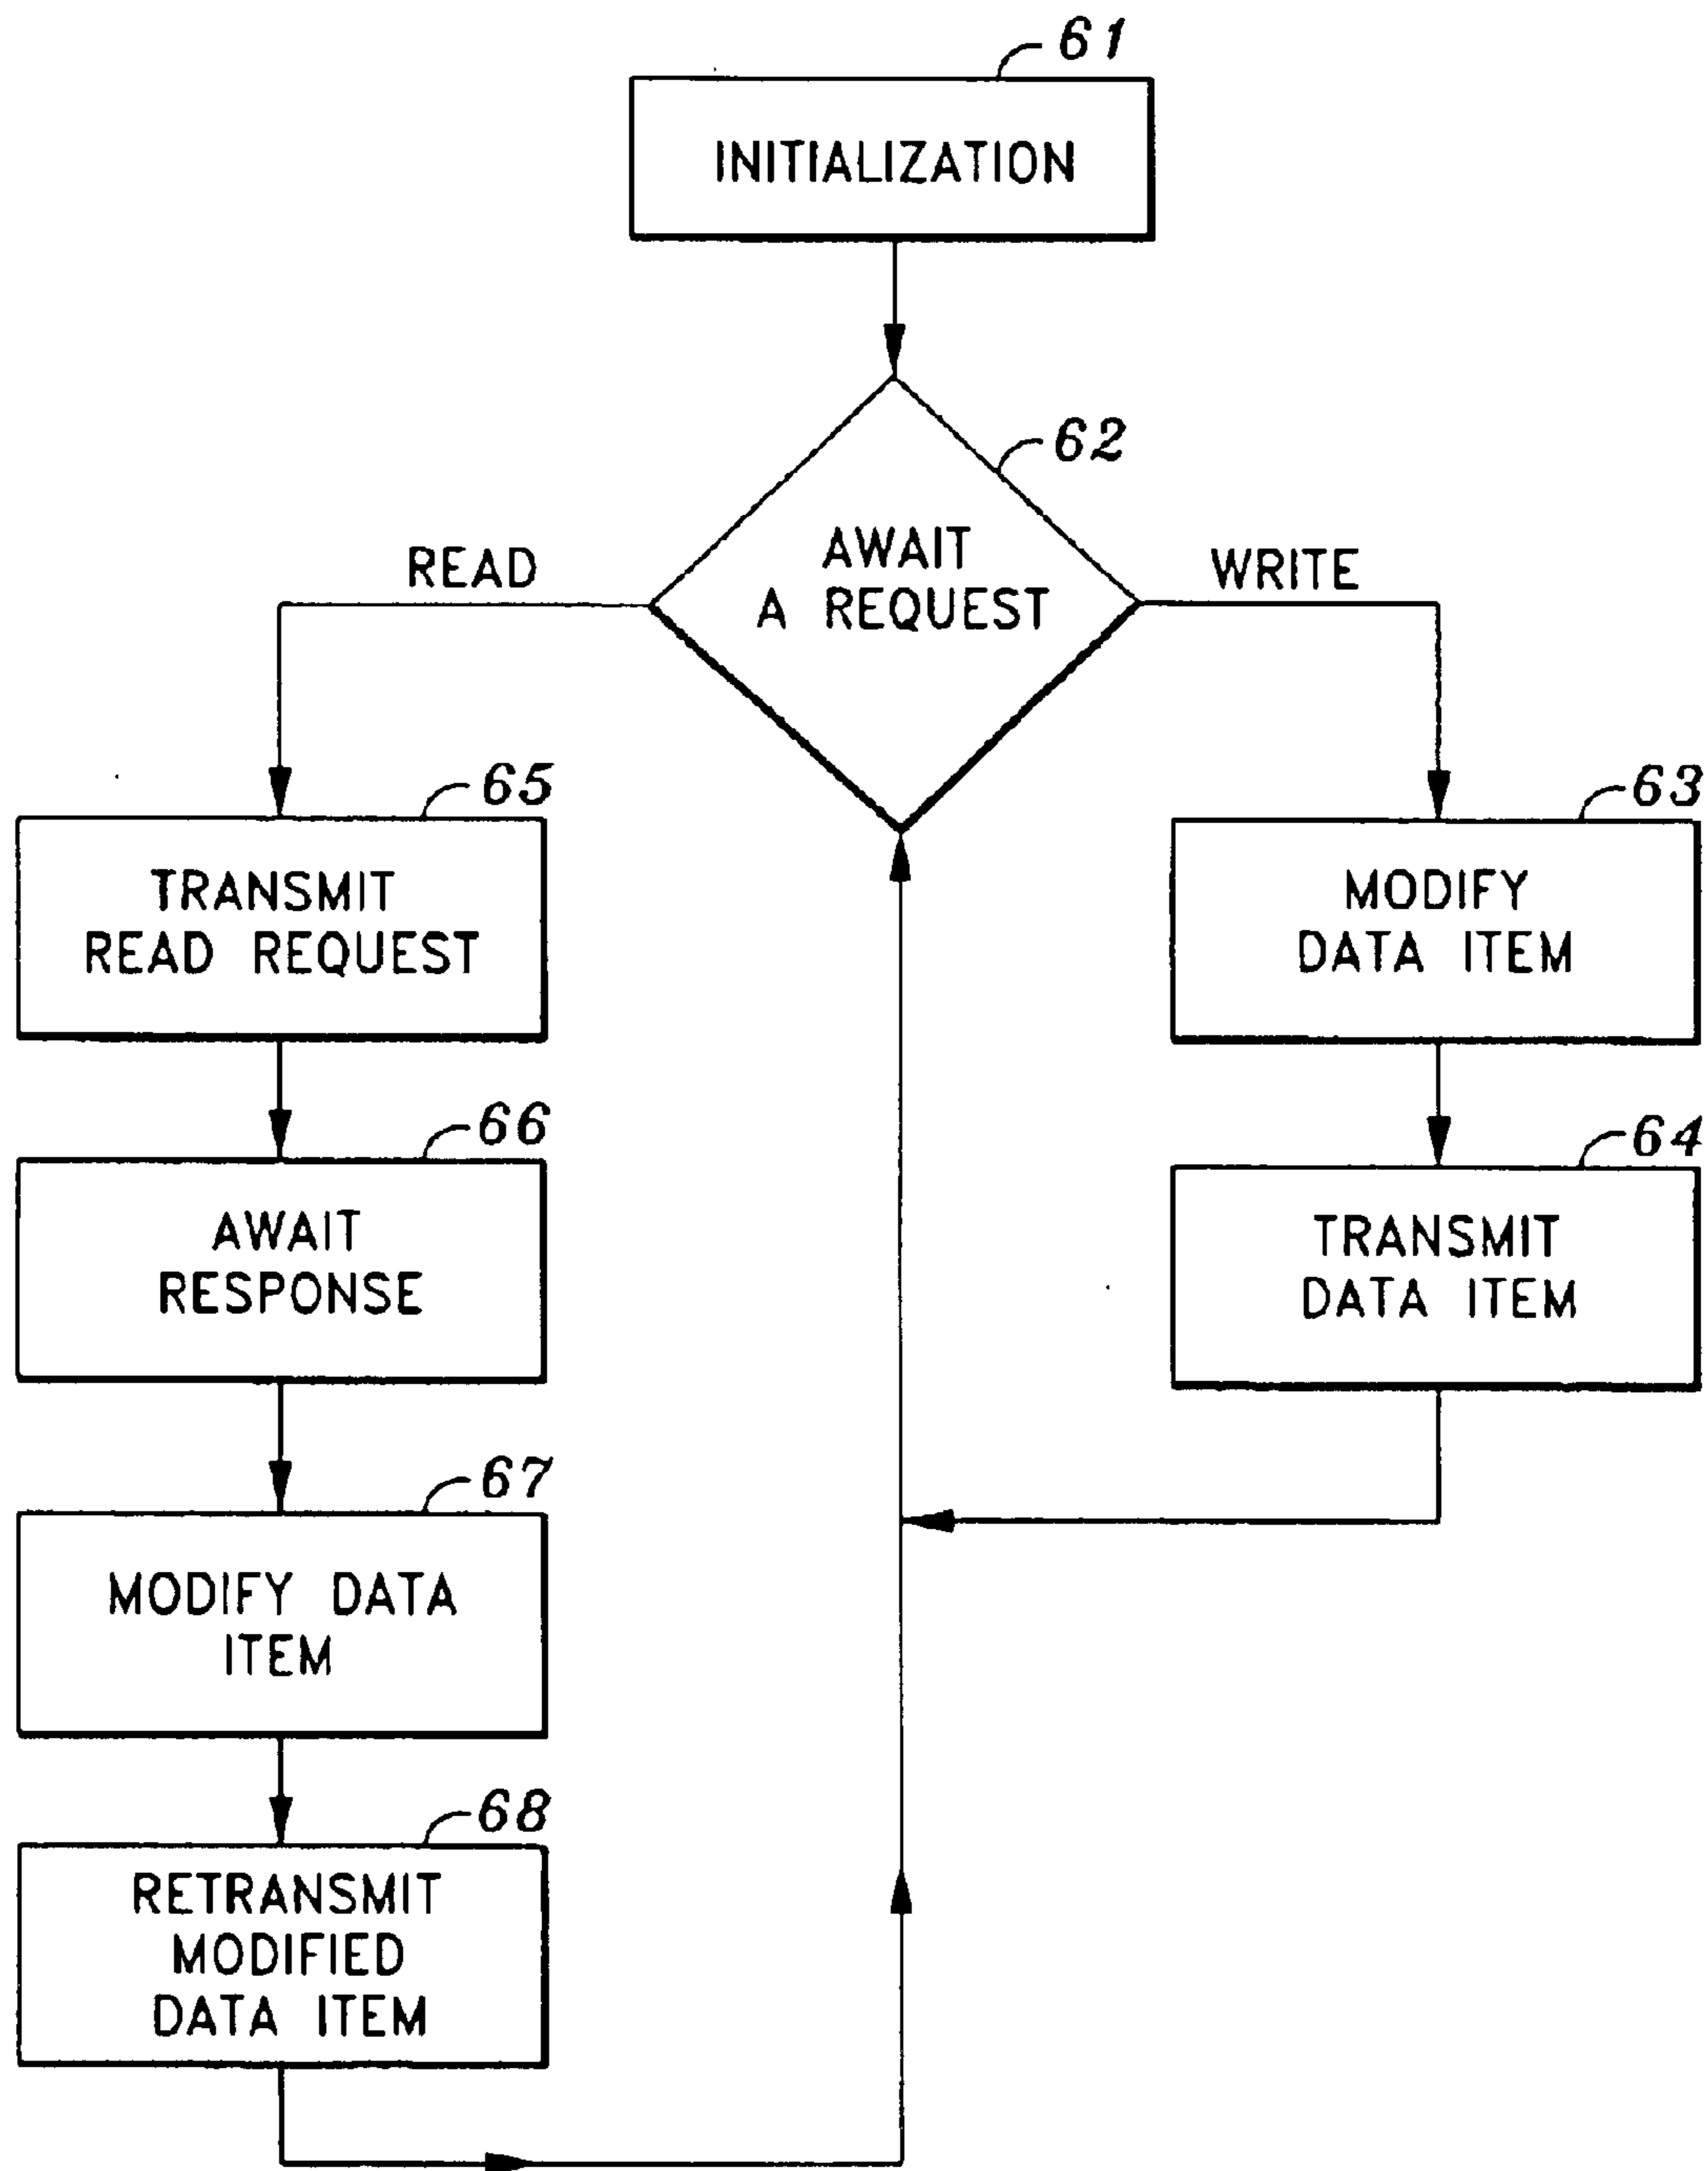 61
INITIALIZATION
62
AWAIT
A REQUEST
READ
WRITE
65
TRANSMIT
READ REQUEST
63
MODIFY
DATA ITEM
66
AWAIT
RESPONSE
64
TRANSMIT
DATA ITEM
67
MODIFY DATA
ITEM
68
RETRANSMIT
MODIFIED
DATA ITEM